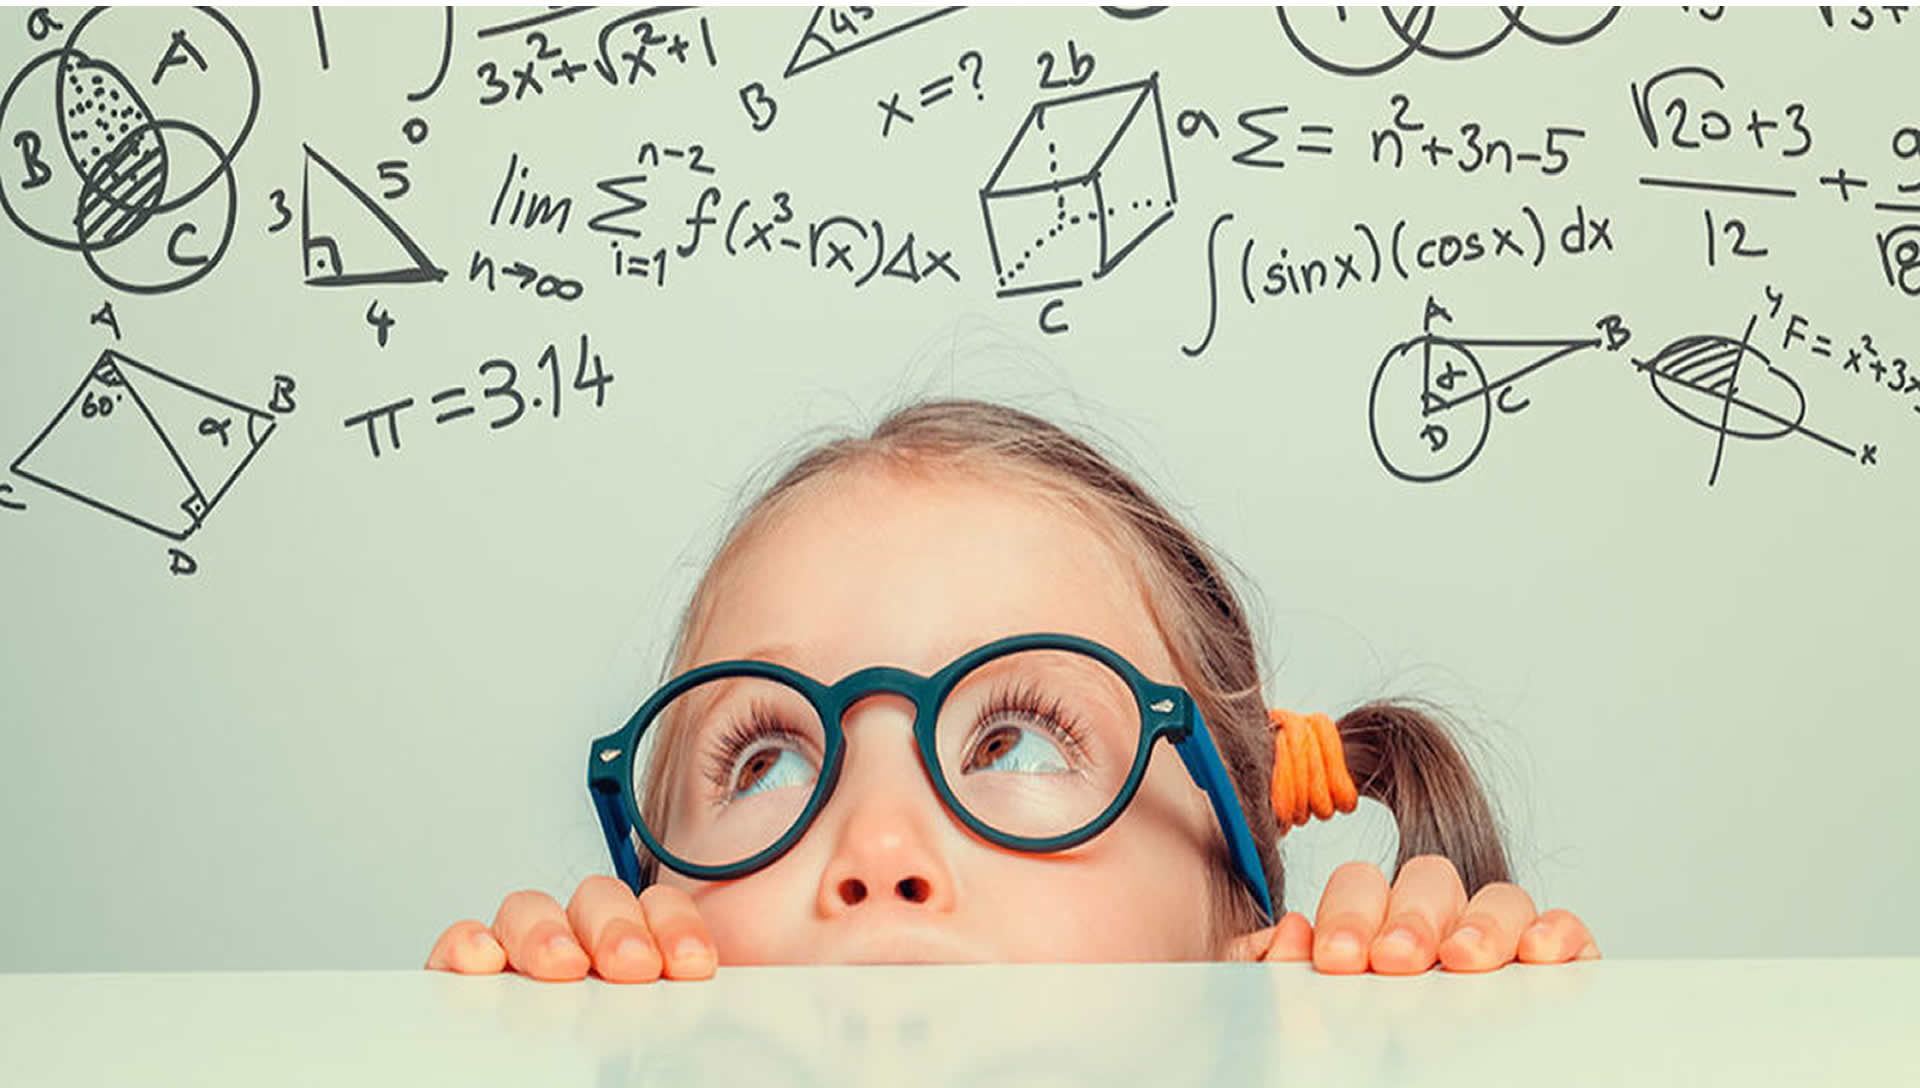 a
A
B
C
3x²+√x²+1
45
B
x=?
2b
a
c
Σ= n²+3n-5
√20+3
12
+
3
5
4
o
lim
n→∞
n-2
Σ
i=1
f(x³-√x)Δx
∫(sinx)(cosx)dx
A
60°
B
α
C
D
π=3.14
A
B
C
D
α
y
F=x²+3x
x